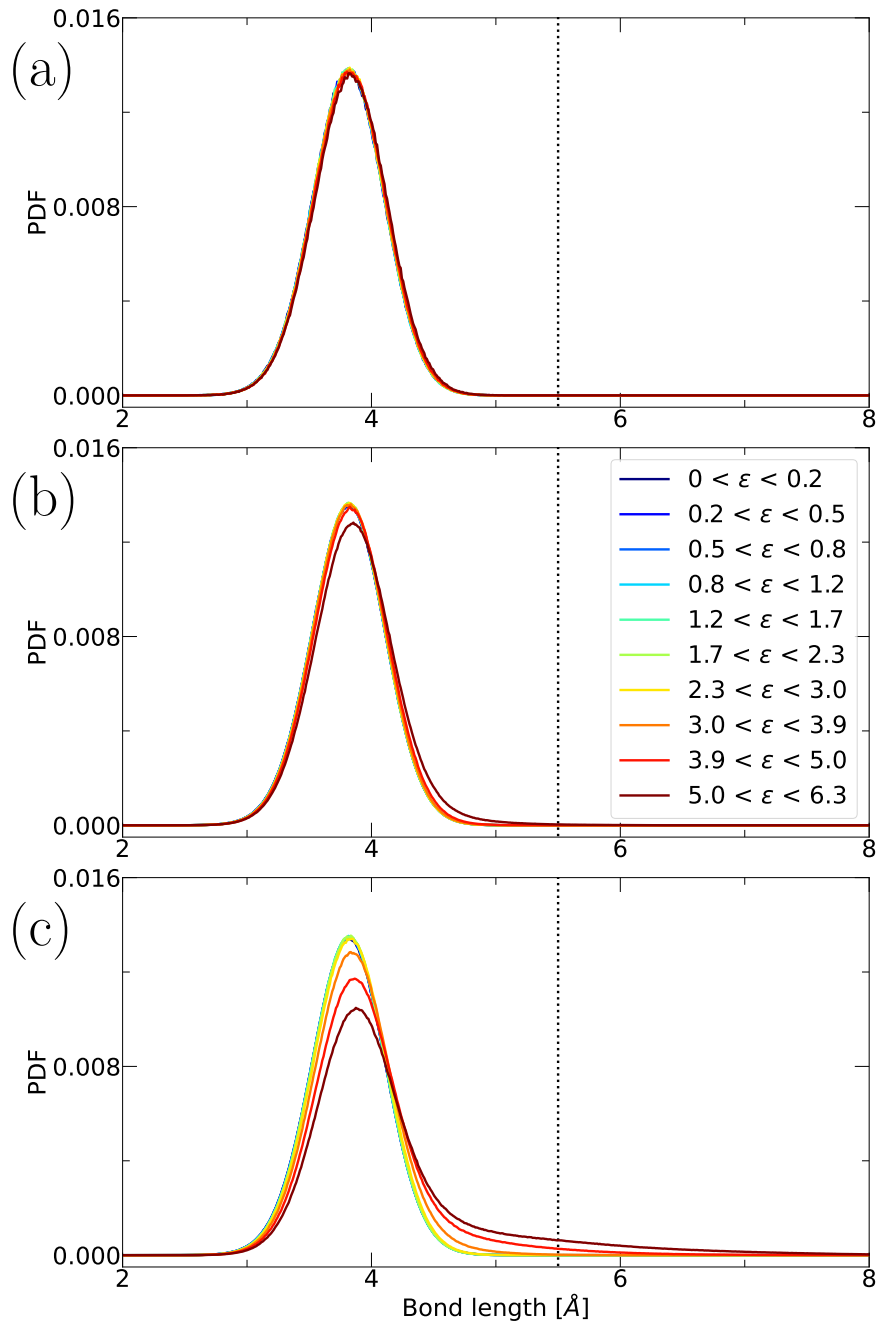 (a)
0.016
0.008
0.000
PDF
2 4 6 8
(b)
0.016
0.008
0.000
PDF
0 < ε < 0.2
0.2 < ε < 0.5
0.5 < ε < 0.8
0.8 < ε < 1.2
1.2 < ε < 1.7
1.7 < ε < 2.3
2.3 < ε < 3.0
3.0 < ε < 3.9
3.9 < ε < 5.0
5.0 < ε < 6.3
2 4 6 8
(c)
0.016
0.008
0.000
PDF
2 4 6 8
Bond length [Å]